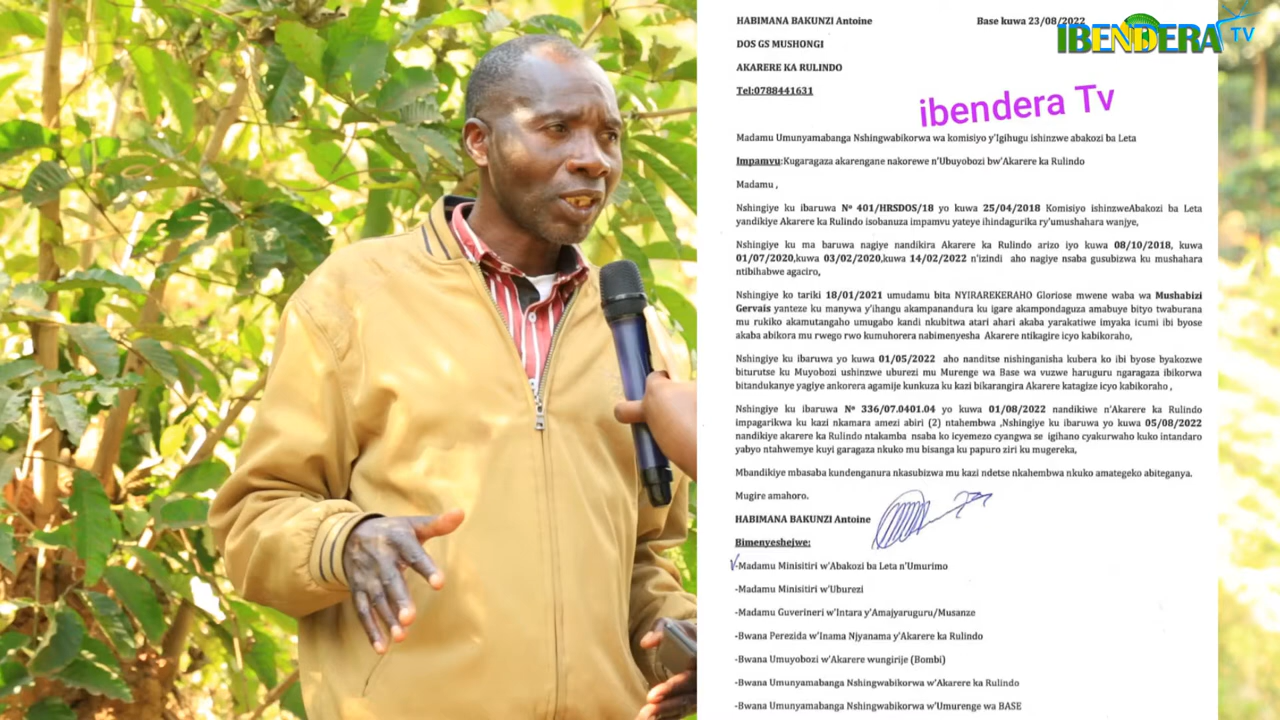 HABIMANA BAKUNZI Antoine Base kuwa 23/08/2022
IBENDERA TV
DOS GS MUSHONGI
AKARERE KA RULINDO
Tel:0788441631
ibendera Tv
Madamu Umunyamabanga Nshingwabikorwa wa komisiyo y'Igihugu ishinzwe abakozi ba Leta
Impamvu:Kugaragaza akarengane nakorewe n'Ubuyobozi bw'Akarere ka Rulindo
Madamu ,
Nshingiye ku ibaruwa Nº 401/HRSDOS/18 yo kuwa 25/04/2018 Komisiyo ishinzweAbakozi ba Leta
yandikiye Akarere ka Rulindo isobanuza impamvu yateye ihindagurika ry'umushahara wanjye,
Nshingiye ku ma baruwa nagiye nandikira Akarere ka Rulindo arizo iyo kuwa 08/10/2018, kuwa
01/07/2020,kuwa 03/02/2020,kuwa 14/02/2022 n'izindi aho nagiye nsaba gusubizwa ku mushahara
ntibihabwe agaciro,
Nshingiye ko tariki 18/01/2021 umudamu bita NYIRAREKERAHO Gloriose mwene waba wa Mushabizi
Gervais yanteze ku manywa y'ihangu akampanandura ku igare akampondaguza amabuye bityo twaburana
mu rukiko akamutangaho umugabo kandi nkubitwa atari ahari akaba yarakatiwe imyaka icumi ibi byose
akaba abikora mu rwego rwo kumuhorera nabimenyesha Akarere ntikagire icyo kabikoraho,
Nshingiye ku ibaruwa yo kuwa 01/05/2022 aho nanditse nishinganisha kubera ko ibi byose byakozwe
biturutse ku Muyobozi ushinzwe uburezi mu Murenge wa Base wa vuzwe haruguru ngaragaza ibikorwa
bitandukanye yagiye ankorera agamije kunkuza ku kazi bikarangira Akarere katagize icyo kabikoraho ,
Nshingiye ku ibaruwa Nº 336/07.0401.04 yo kuwa 01/08/2022 nandikiwe n'Akarere ka Rulindo
impagarikwa ku kazi nkamara amezi abiri (2) ntahembwa ,Nshingiye ku ibaruwa yo kuwa 05/08/2022
nandikiye akarere ka Rulindo ntakamba nsaba ko icyemezo cyangwa se igihano cyakurwaho kuko intandaro
yabyo ntahwemye kuyi garagaza nkuko mu bisanga ku papuro ziri ku mugereka,
Mbandikiye mbasaba kundenganura nkasubizwa mu kazi ndetse nkahembwa nkuko amategeko abiteganya.
Mugire amahoro.
HABIMANA BAKUNZI Antoine
Bimenyeshejwe:
-Madamu Minisitiri w'Abakozi ba Leta n'Umurimo
-Madamu Minisitiri w'Uburezi
-Madamu Guverineri w'Intara y'Amajyaruguru/Musanze
-Bwana Perezida w'Inama Njyanama y'Akarere ka Rulindo
-Bwana Umuyobozi w'Akarere wungirije (Bombi)
-Bwana Umunyamabanga Nshingwabikorwa w'Akarere ka Rulindo
-Bwana Umunyamabanga Nshingwabikorwa w'Umurenge wa BASE